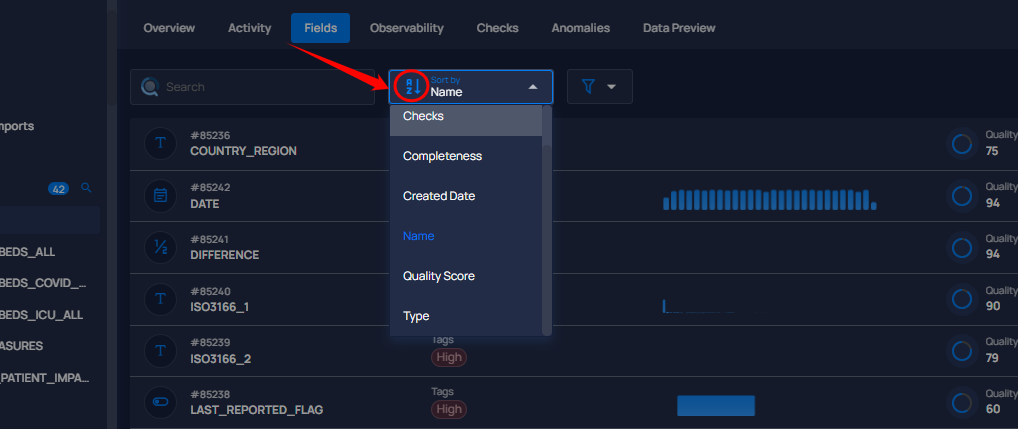 Overview Activity Fields Observability Checks Anomalies Data Preview
Search
Sort by
Name
Checks
Completeness
Created Date
Name
Quality Score
Type
mports
42
BEDS_ALL
BEDS_COVID_...
BEDS_ICU_ALL
ASURES
_PATIENT_IMPA...
#85236
COUNTRY_REGION
Quality
75
#85242
DATE
Quality
94
#85241
DIFFERENCE
Quality
94
#85240
ISO3166_1
Quality
90
#85239
ISO3166_2
Tags
High
Quality
79
#85238
LAST_REPORTED_FLAG
Tags
High
Quality
60